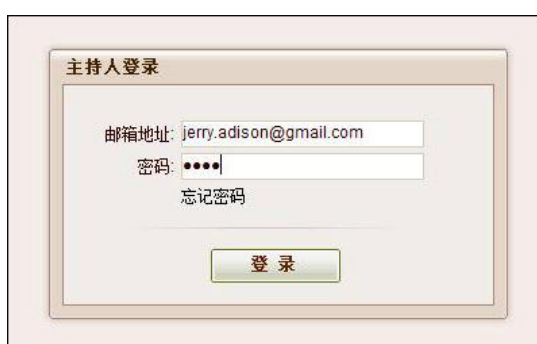 主持人登录
邮箱地址: jerry.adison@gmail.com
密码: ●●●●
忘记密码
登 录